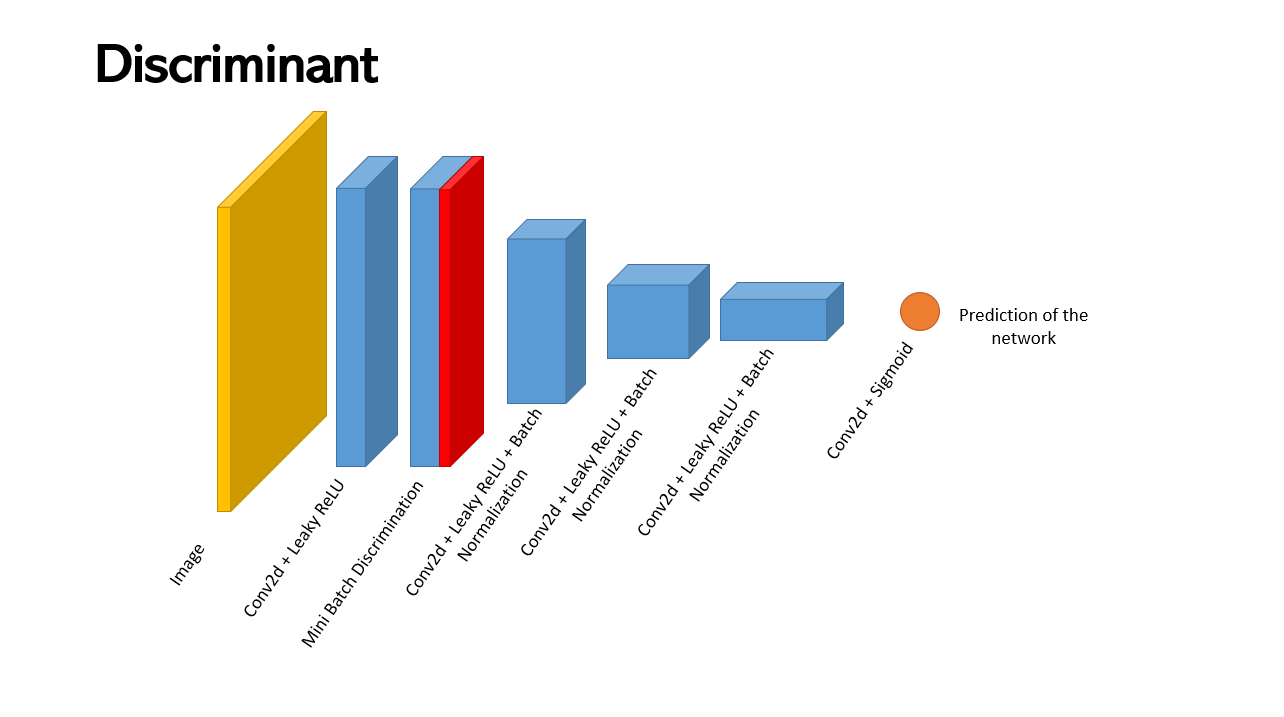 Discriminant
Image
Conv2d + Leaky ReLU
Mini Batch Discrimination
Conv2d + Leaky ReLU + Batch
Normalization
Conv2d + Leaky ReLU + Batch
Normalization
Conv2d + Leaky ReLU + Batch
Normalization
Conv2d + Sigmoid
Prediction of the
network